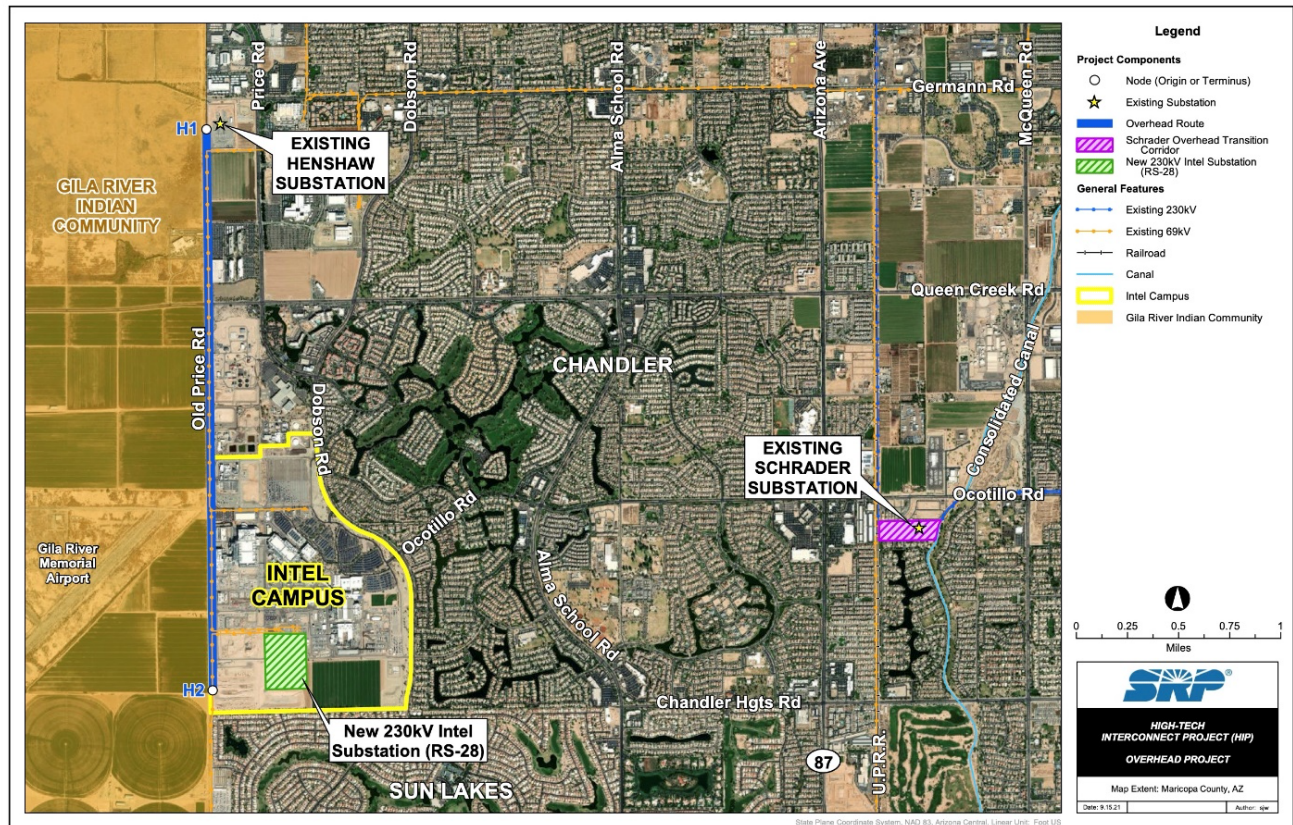 Price Rd
Dobson Rd
Alma School Rd
Arizona Ave
McQueen Rd
Germann Rd
H1
EXISTING
HENSHAW
SUBSTATION
GILA RIVER
INDIAN
COMMUNITY
Queen Creek Rd
Old Price Rd
CHANDLER
Dobson Rd
Consolidated Canal
EXISTING
SCHRADER
SUBSTATION
Ocotillo Rd
Ocotillo Rd
Gila River
Memorial
Airport
INTEL
CAMPUS
Alma School Rd
H2
Chandler Hgts Rd
New 230kV Intel
Substation (RS-28)
87
U.P.R.R.
SUN LAKES
Legend
Project Components
Node (Origin or Terminus)
Existing Substation
Overhead Route
Schrader Overhead Transition
Corridor
New 230kV Intel Substation
(RS-28)
General Features
Existing 230kV
Existing 69kV
Railroad
Canal
Intel Campus
Gila River Indian Community
0 0.25 0.5 0.75 1
Miles
SRP
HIGH-TECH
INTERCONNECT PROJECT (HIP)
OVERHEAD PROJECT
Map Extent: Maricopa County, AZ
Date: 9.15.21 Author: sjw
State Plane Coordinate System, NAD 83, Arizona Central, Linear Unit: Foot US